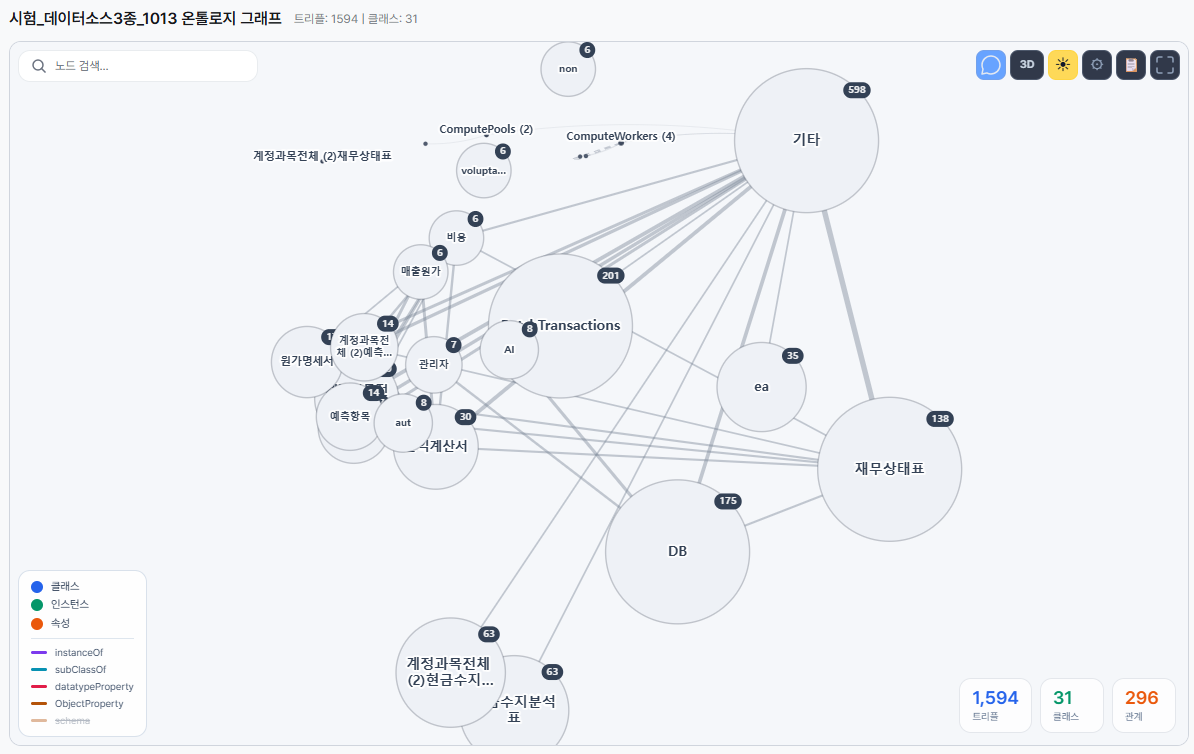 시험_데이터소스3종_1013 온톨로지 그래프 트리플: 1594 | 클래스: 31
노드 검색...
3D
6
non
598
기타
ComputePools (2)
ComputeWorkers (4)
계정과목전체 (2)재무상태표
6
volupta...
6
비용
6
매출원가
201
Transactions
8
AI
14
계정과목전
체 (2)예측...
원가명세서
7
관리자
35
ea
14
예측항목
8
aut
30
익계산서
138
재무상태표
175
DB
63
계정과목전체
(2)현금수지...
63
금수지분석
표
클래스
인스턴스
속성
instanceOf
subClassOf
datatypeProperty
ObjectProperty
schema
1,594
트리플
31
클래스
296
관계